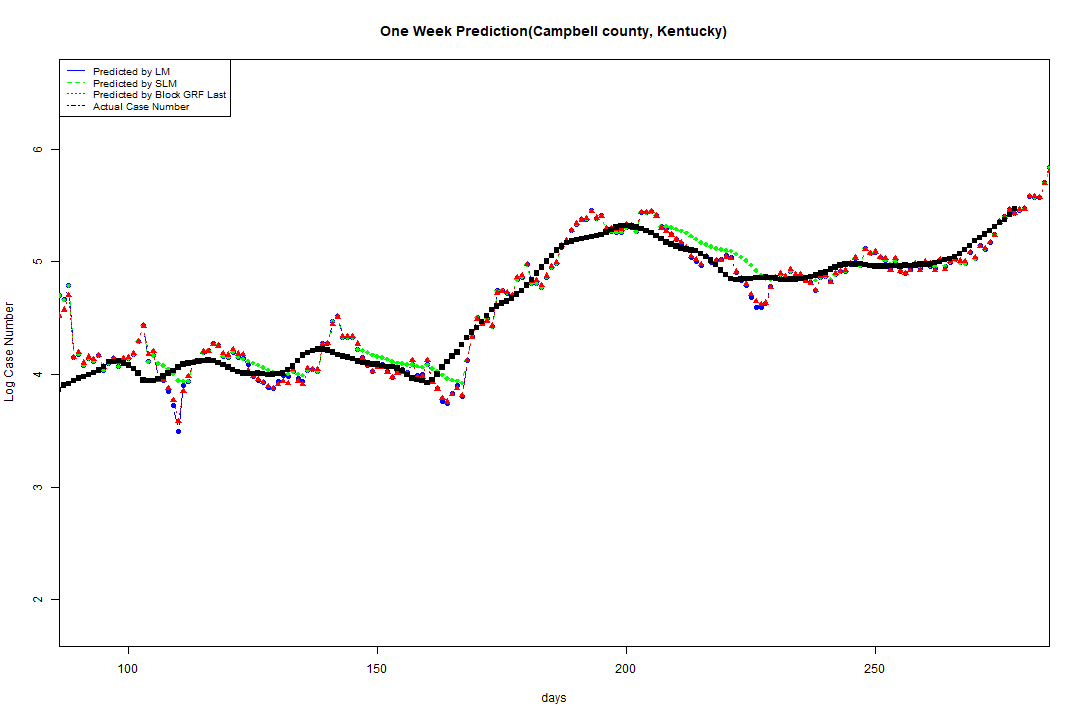 One Week Prediction(Campbell county, Kentucky)
Predicted by LM
Predicted by SLM
Predicted by Block GRF Last
Actual Case Number
6
5
4
3
2
Log Case Number
100 150 200 250
days